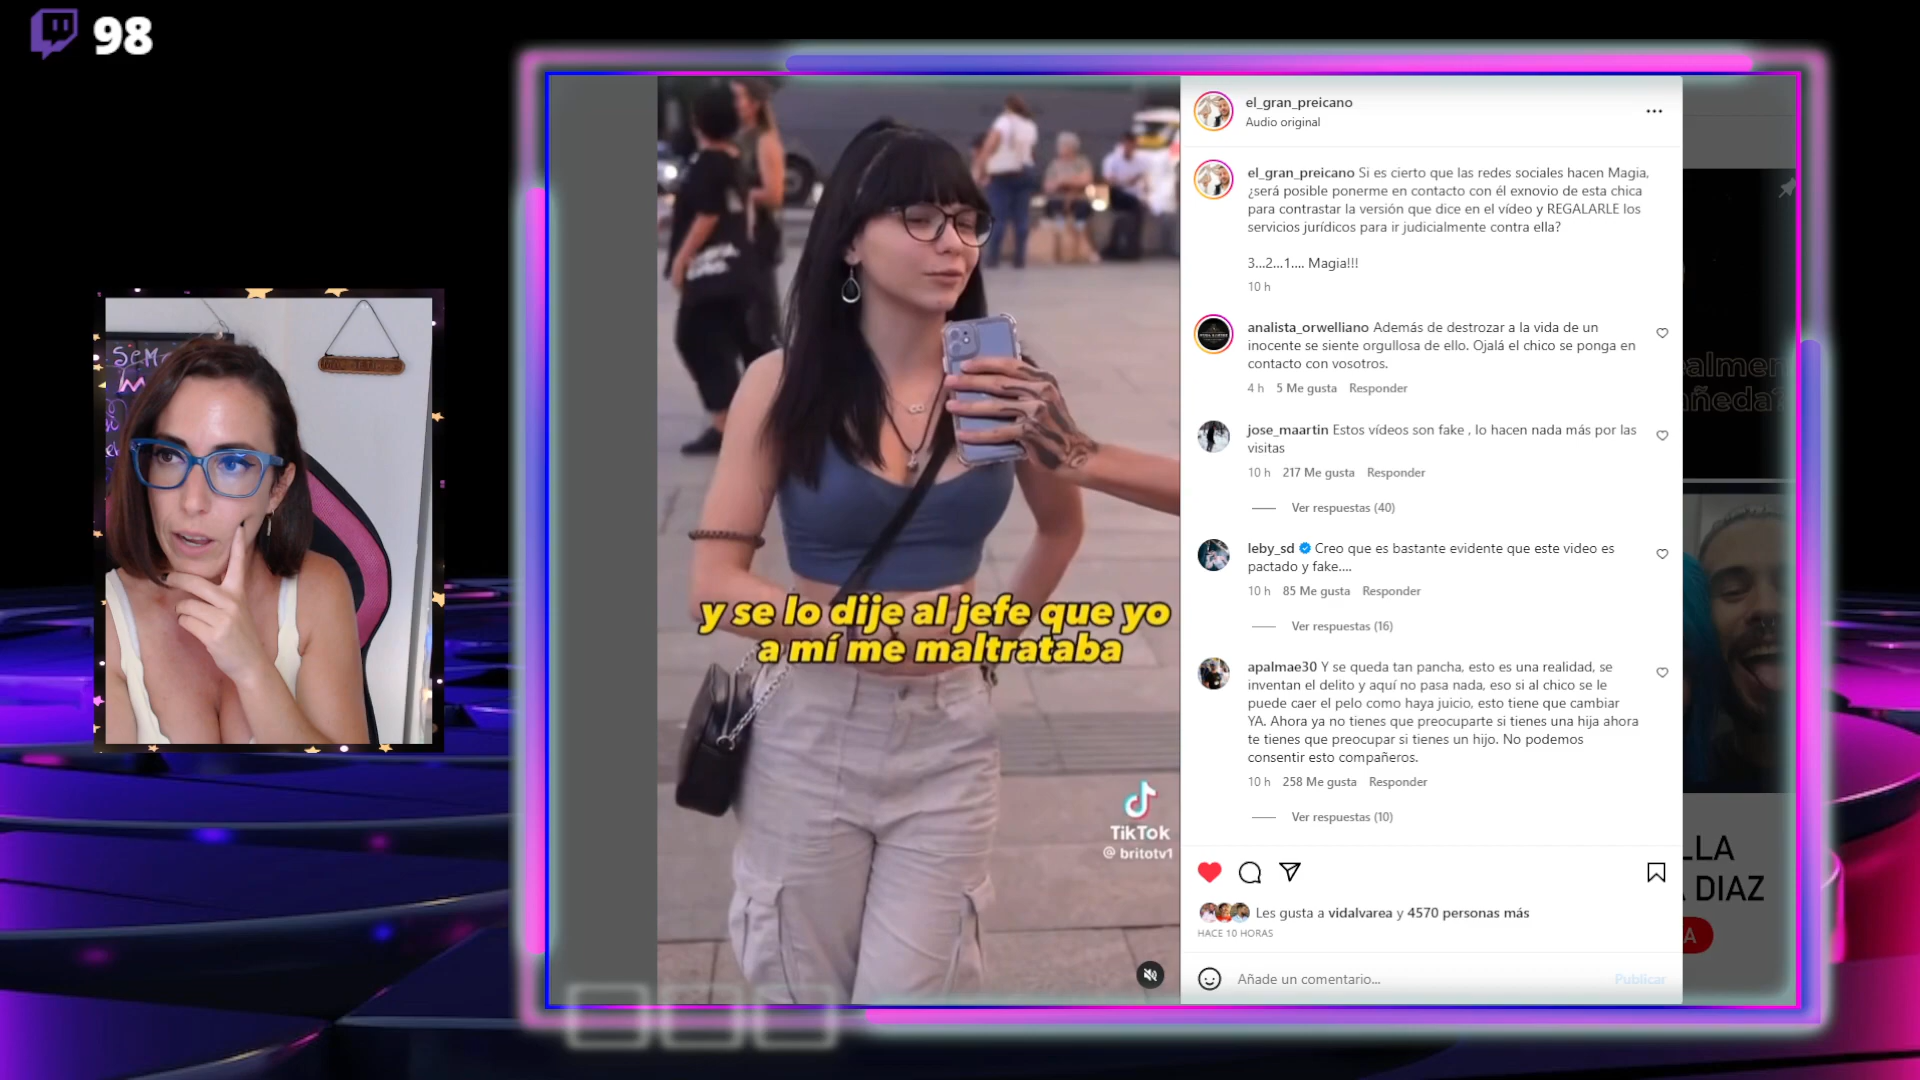 98
SeM
el_gran_preicano
Audio original
el_gran_preicano Si es cierto que las redes sociales hacen Magia,
¿será posible ponerme en contacto con él exnovio de esta chica
para contrastar la versión que dice en el vídeo y REGALARLE los
servicios jurídicos para ir judicialmente contra ella?
3...2...1.... Magia!!!
10 h
analista_orwelliano Además de destrozar a la vida de un
inocente se siente orgullosa de ello. Ojalá el chico se ponga en
contacto con vosotros.
4 h 5 Me gusta Responder
jose_maartin Estos vídeos son fake , lo hacen nada más por las
visitas
10 h 217 Me gusta Responder
Ver respuestas (40)
leby_sd Creo que es bastante evidente que este video es
pactado y fake....
10 h 85 Me gusta Responder
Ver respuestas (16)
apalmae30 Y se queda tan pancha, esto es una realidad, se
inventan el delito y aquí no pasa nada, eso si al chico se le
puede caer el pelo como haya juicio, esto tiene que cambiar
YA. Ahora ya no tienes que preocuparte si tienes una hija ahora
te tienes que preocupar si tienes un hijo. No podemos
consentir esto compañeros.
10 h 258 Me gusta Responder
Ver respuestas (10)
Les gusta a vidalvarea y 4570 personas más
HACE 10 HORAS
Añade un comentario...
Publicar
y se lo dije al jefe que yo
a mí me maltrataba
TikTok
@ britotv1
almen
añeda?
LLA
DIAZ
A